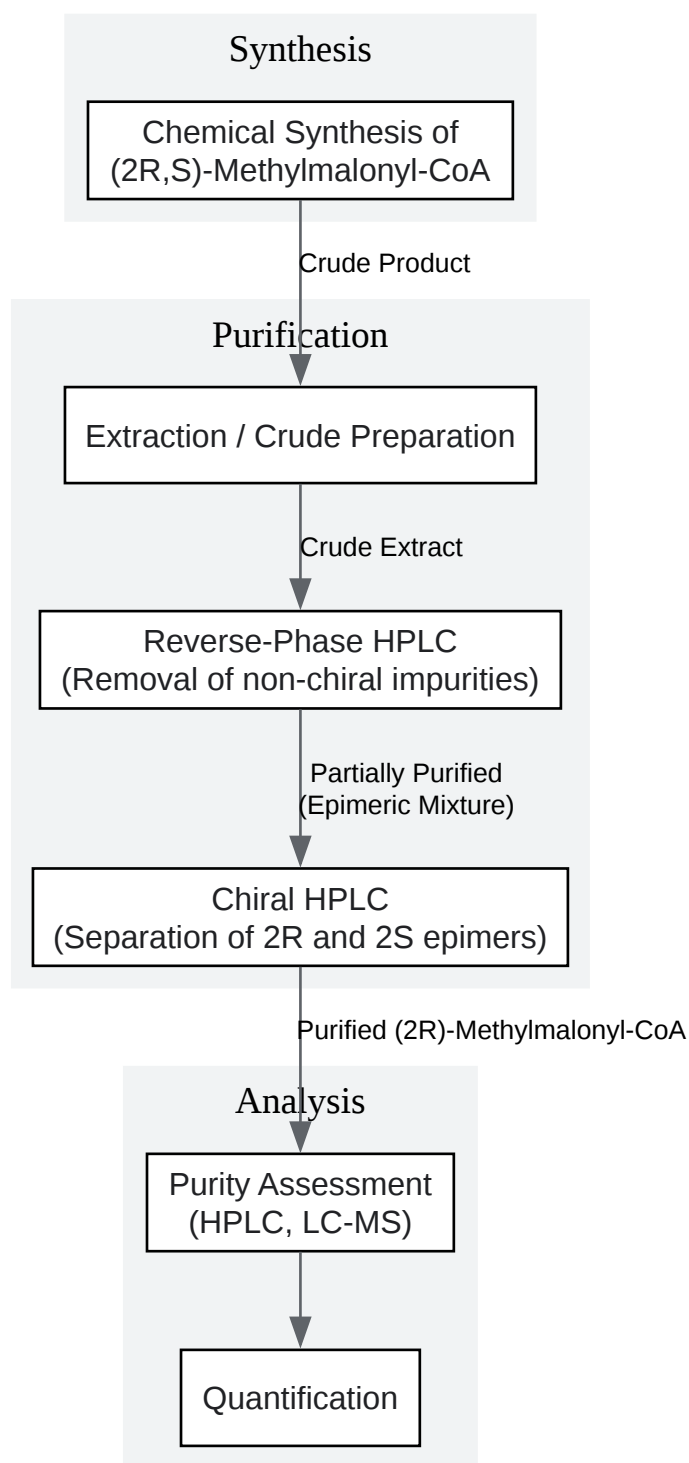 Synthesis
Chemical Synthesis of
(2R,S)-Methylmalonyl-CoA
Crude Product
Purification
Extraction / Crude Preparation
Crude Extract
Reverse-Phase HPLC
(Removal of non-chiral impurities)
Partially Purified
(Epimeric Mixture)
Chiral HPLC
(Separation of 2R and 2S epimers)
Purified (2R)-Methylmalonyl-CoA
Analysis
Purity Assessment
(HPLC, LC-MS)
Quantification